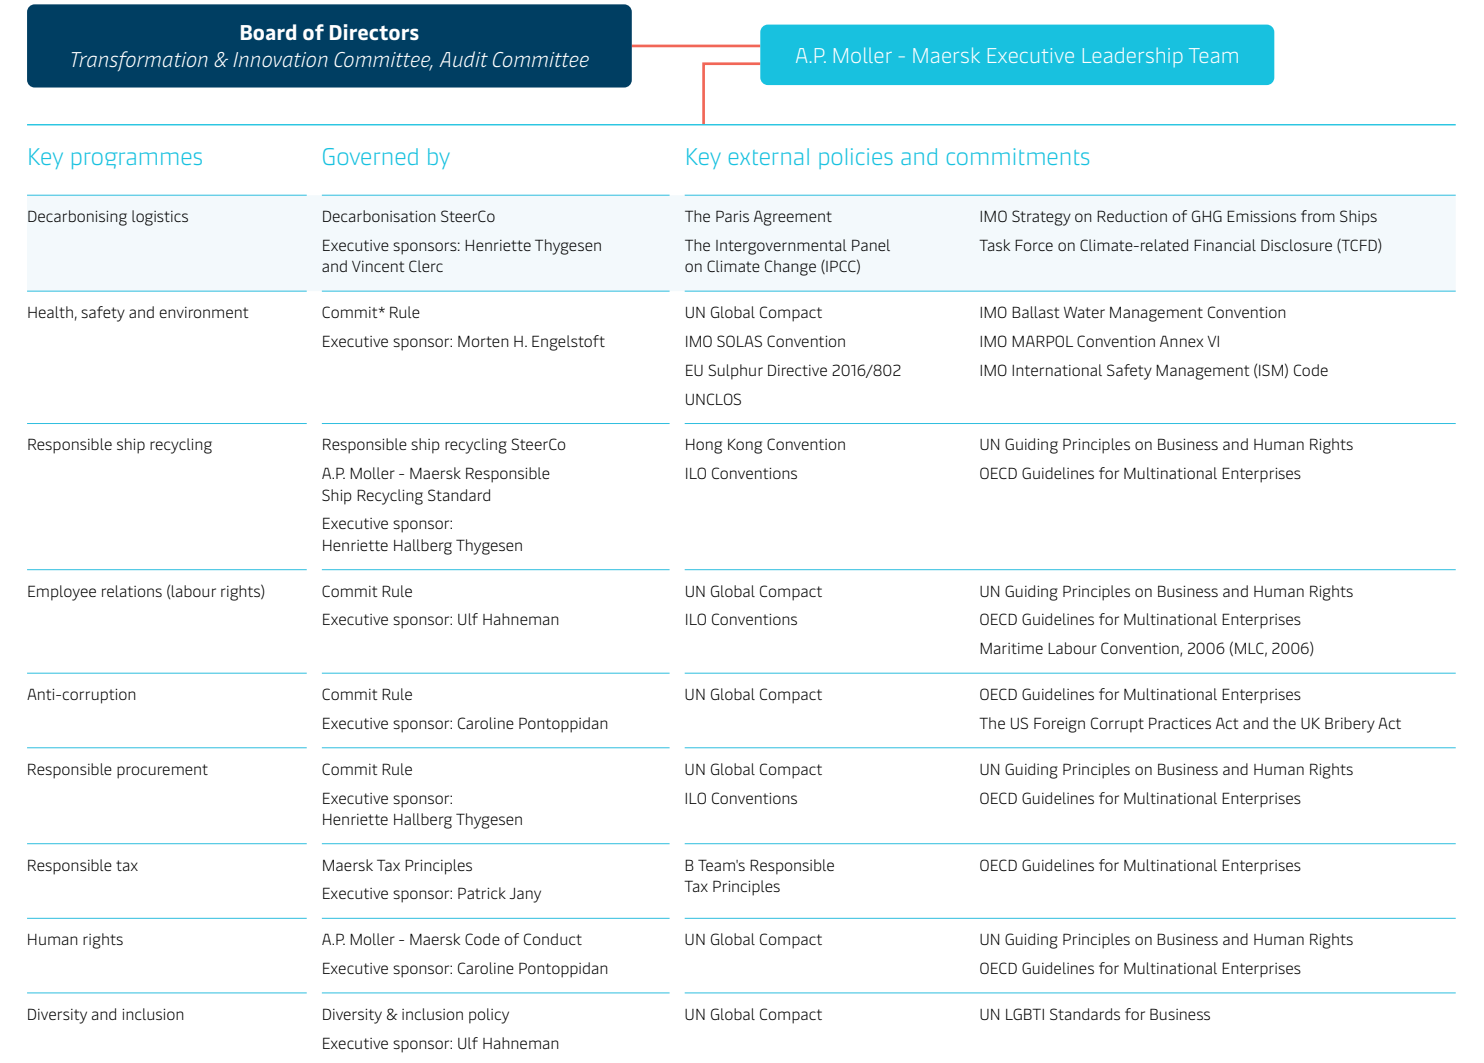 Board of Directors
Transformation & Innovation Committee, Audit Committee
A.P. Moller - Maersk Executive Leadership Team
Key programmes
Governed by
Key external policies and commitments
Decarbonising logistics
Decarbonisation SteerCo
Executive sponsors: Henriette Thygesen
and Vincent Clerc
The Paris Agreement
The Intergovernmental Panel
on Climate Change (IPCC)
IMO Strategy on Reduction of GHG Emissions from Ships
Task Force on Climate-related Financial Disclosure (TCFD)
Health, safety and environment
Commit* Rule
Executive sponsor: Morten H. Engelstoft
UN Global Compact
IMO SOLAS Convention
EU Sulphur Directive 2016/802
UNCLOS
IMO Ballast Water Management Convention
IMO MARPOL Convention Annex VI
IMO International Safety Management (ISM) Code
Responsible ship recycling
Responsible ship recycling SteerCo
A.P. Moller - Maersk Responsible
Ship Recycling Standard
Executive sponsor:
Henriette Hallberg Thygesen
Hong Kong Convention
ILO Conventions
UN Guiding Principles on Business and Human Rights
OECD Guidelines for Multinational Enterprises
Employee relations (labour rights)
Commit Rule
Executive sponsor: Ulf Hahneman
UN Global Compact
ILO Conventions
UN Guiding Principles on Business and Human Rights
OECD Guidelines for Multinational Enterprises
Maritime Labour Convention, 2006 (MLC, 2006)
Anti-corruption
Commit Rule
Executive sponsor: Caroline Pontoppidan
UN Global Compact
OECD Guidelines for Multinational Enterprises
The US Foreign Corrupt Practices Act and the UK Bribery Act
Responsible procurement
Commit Rule
Executive sponsor:
Henriette Hallberg Thygesen
UN Global Compact
ILO Conventions
UN Guiding Principles on Business and Human Rights
OECD Guidelines for Multinational Enterprises
Responsible tax
Maersk Tax Principles
Executive sponsor: Patrick Jany
B Team's Responsible
Tax Principles
OECD Guidelines for Multinational Enterprises
Human rights
A.P. Moller - Maersk Code of Conduct
Executive sponsor: Caroline Pontoppidan
UN Global Compact
UN Guiding Principles on Business and Human Rights
OECD Guidelines for Multinational Enterprises
Diversity and inclusion
Diversity & inclusion policy
Executive sponsor: Ulf Hahneman
UN Global Compact
UN LGBTI Standards for Business